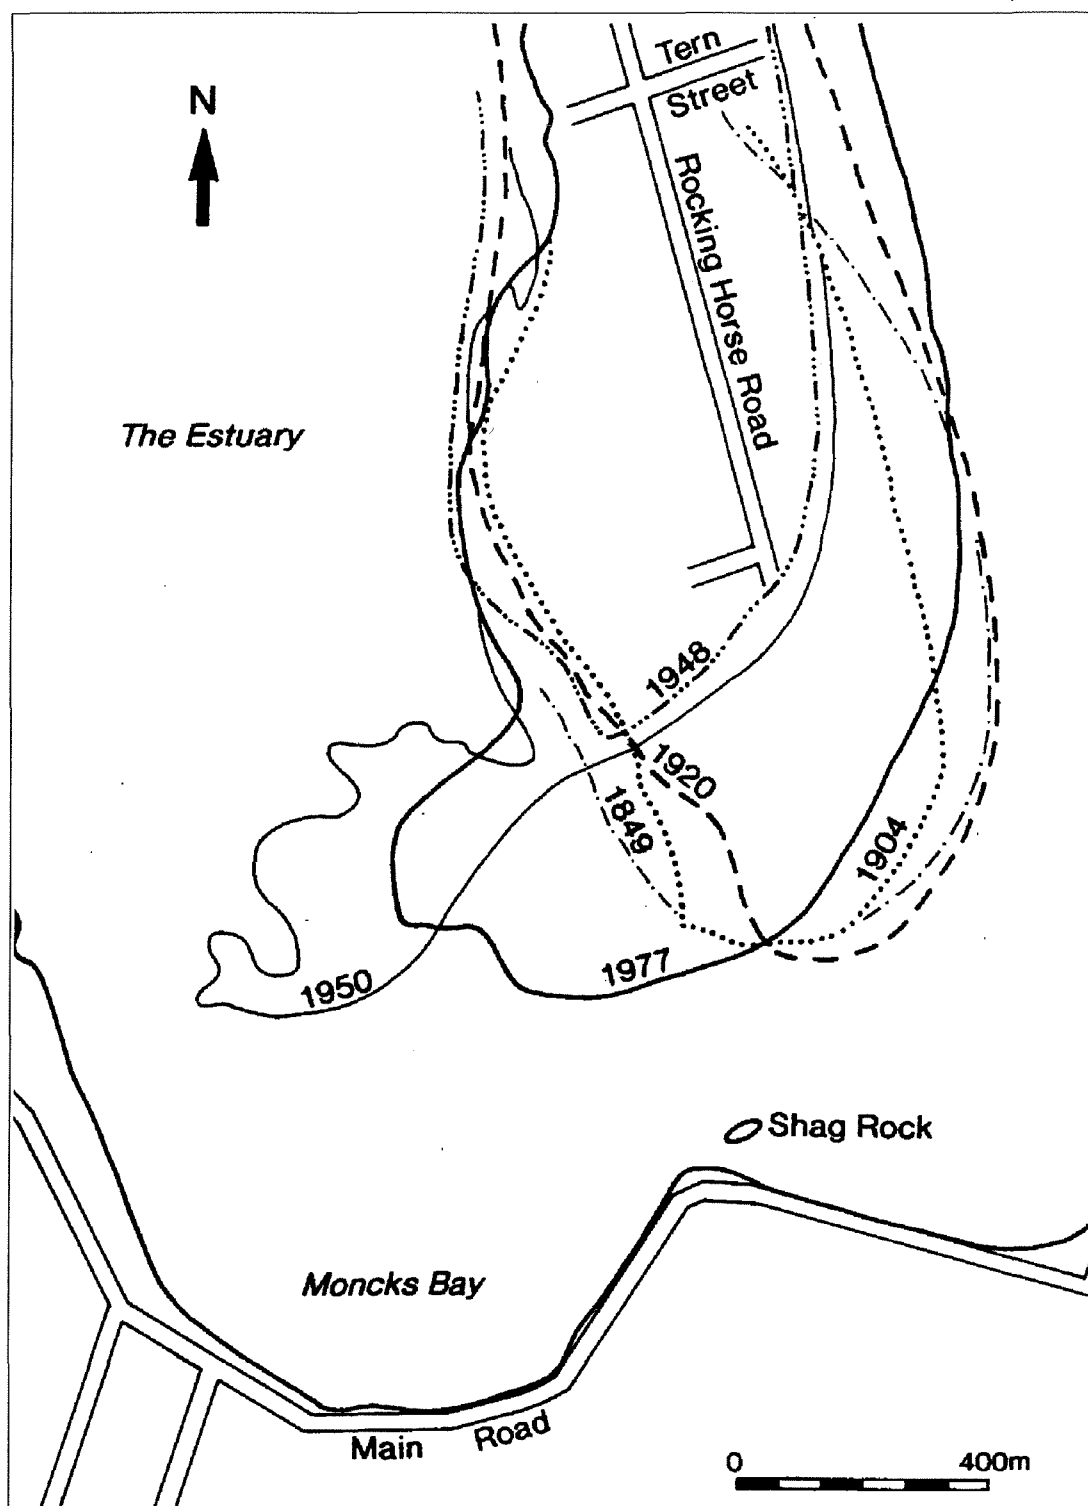 Tern
Street
N
Rocking Horse Road
The Estuary
1948
1920
1849
1904
1977
1950
Shag Rock
Moncks Bay
Main Road
0 400m